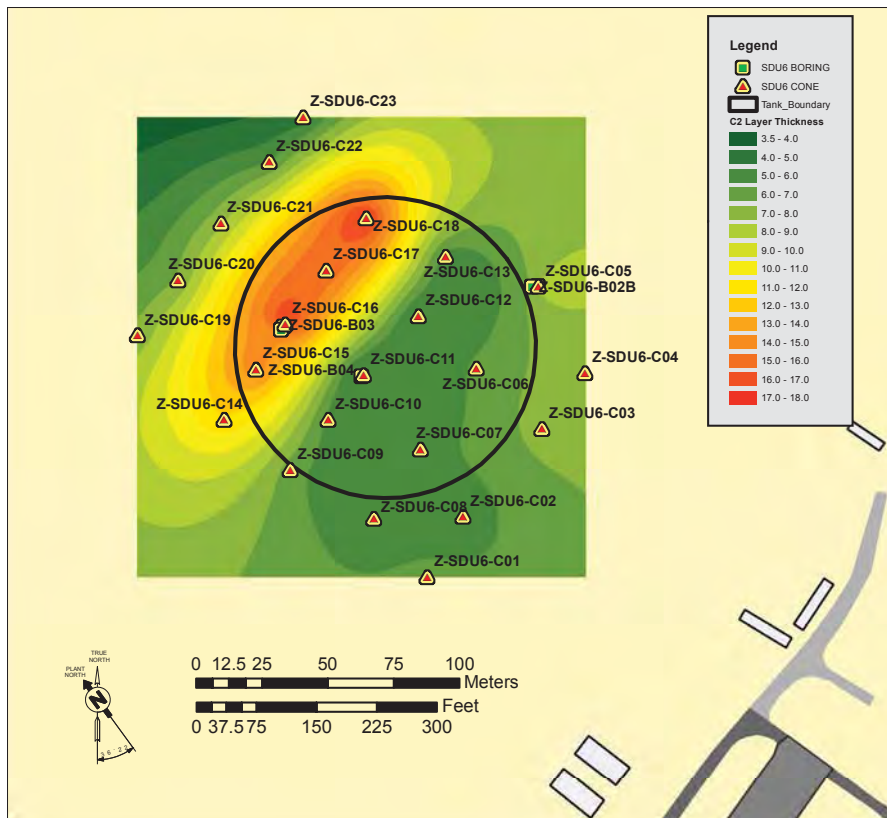 Legend
SDU6 BORING
SDU6 CONE
Tank_Boundary
C2 Layer Thickness
3.5 - 4.0
4.0 - 5.0
5.0 - 6.0
6.0 - 7.0
7.0 - 8.0
8.0 - 9.0
9.0 - 10.0
10.0 - 11.0
11.0 - 12.0
12.0 - 13.0
13.0 - 14.0
14.0 - 15.0
15.0 - 16.0
16.0 - 17.0
17.0 - 18.0
Z-SDU6-C23
Z-SDU6-C22
Z-SDU6-C21
Z-SDU6-C18
Z-SDU6-C20
Z-SDU6-C17
Z-SDU6-C13
Z-SDU6-C05
Z-SDU6-B02B
Z-SDU6-C12
Z-SDU6-C16
Z-SDU6-B03
Z-SDU6-C19
Z-SDU6-C15
Z-SDU6-C11
Z-SDU6-B04
Z-SDU6-C06
Z-SDU6-C04
Z-SDU6-C14
Z-SDU6-C10
Z-SDU6-C03
Z-SDU6-C07
Z-SDU6-C09
Z-SDU6-C08
Z-SDU6-C02
Z-SDU6-C01
TRUE
NORTH
PLANT
NORTH
N
0 12.5 25 50 75 100
Meters
Feet
0 37.5 75 150 225 300